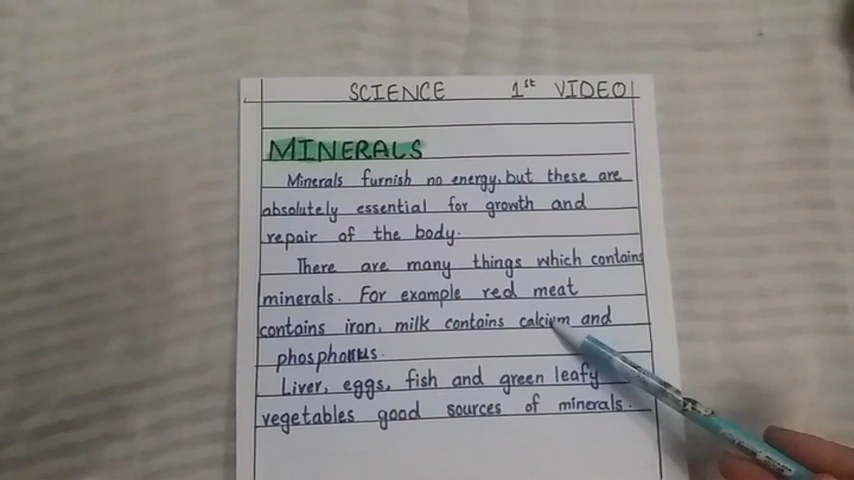 SCIENCE 1st VIDEO
MINERALS
Minerals furnish no energy, but these are
absolutely essential for growth and
repair of the body.
There are many things which contains
minerals. For example red meat
contains iron, milk contains calcium and
phosphorus.
Liver, eggs, fish and green leafy
vegetables good sources of minerals.